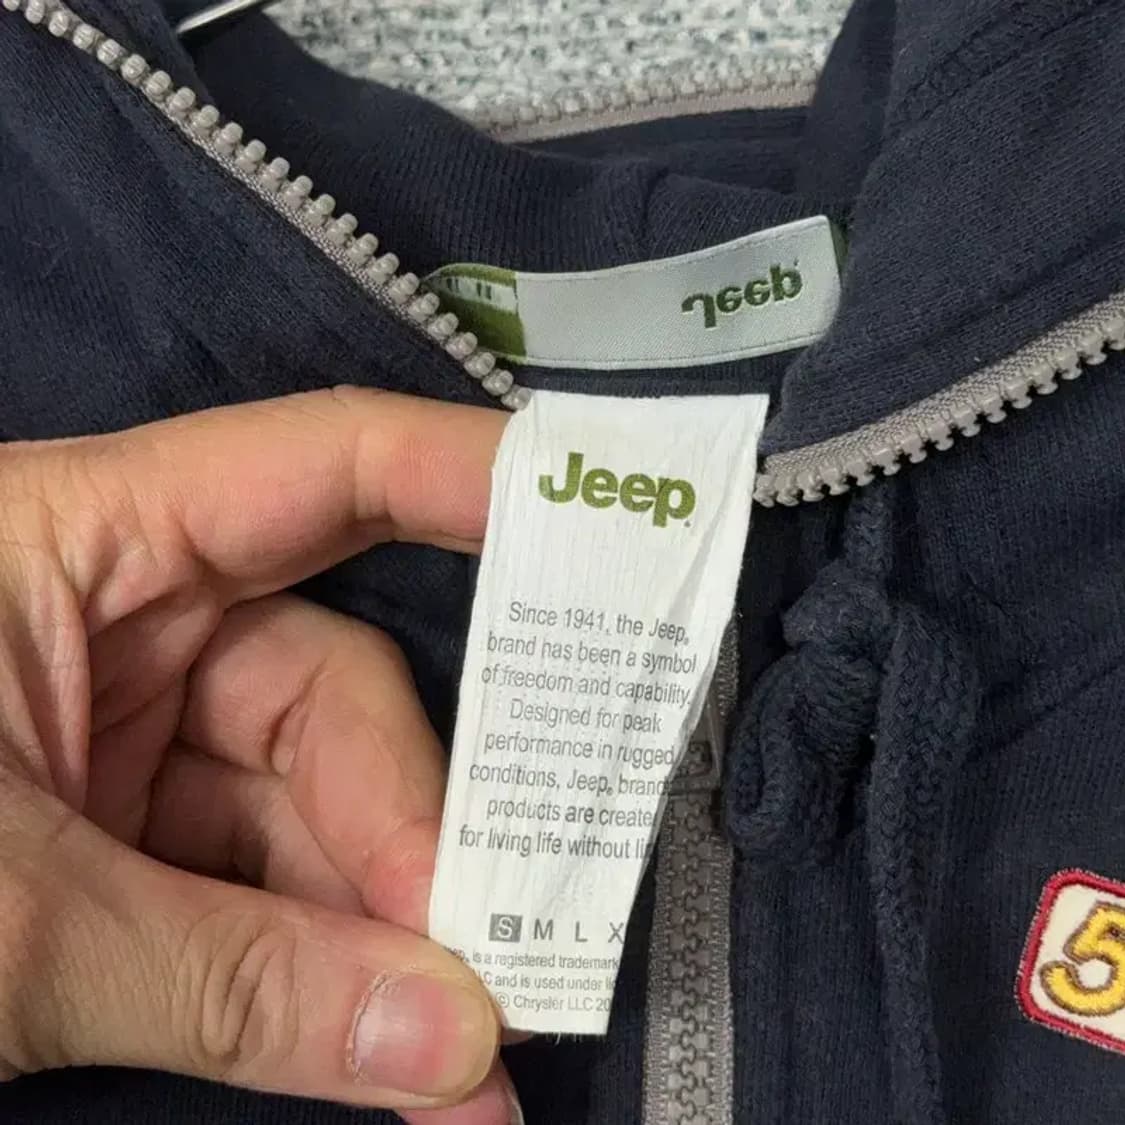 Jeep
Jeep
Since 1941, the Jeep
brand has been a symbol
of freedom and capability.
Designed for peak
performance in rugged
conditions, Jeep brand
products are create
for living life without
S M L X
is a registered trademark
LC and is used under
© Chrysler LLC 20
5